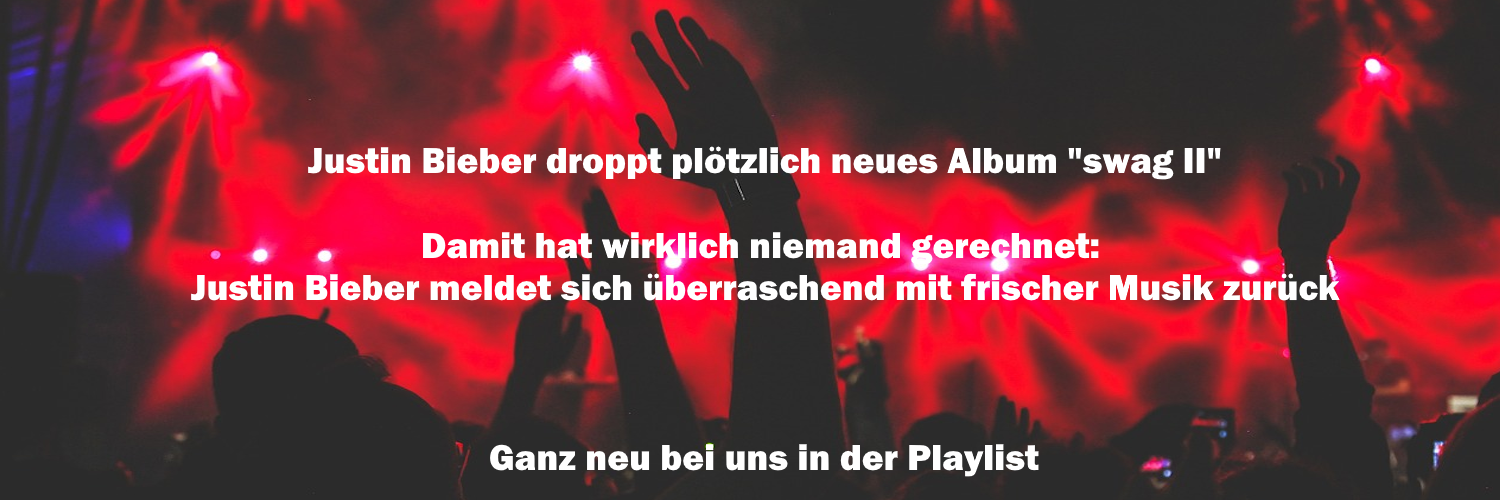 Justin Bieber droppt plötzlich neues Album "swag II"
Damit hat wirklich niemand gerechnet:
Justin Bieber meldet sich überraschend mit frischer Musik zurück
Ganz neu bei uns in der Playlist